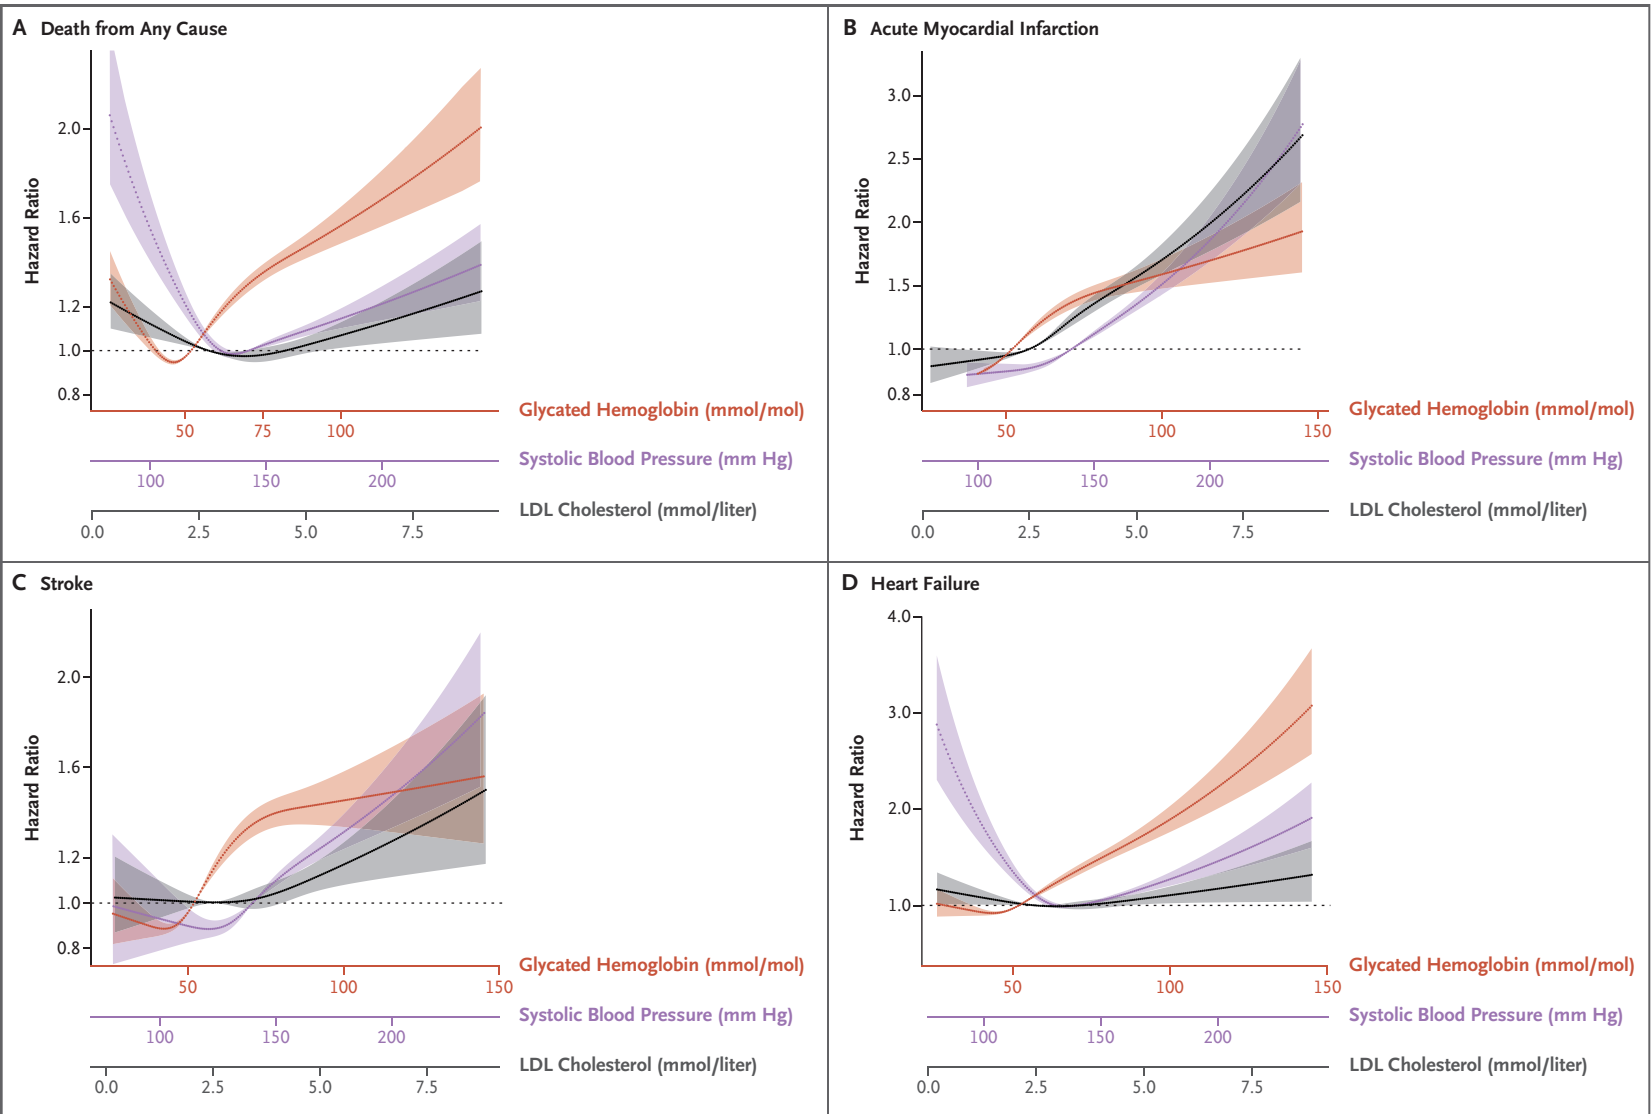 A Death from Any Cause
Hazard Ratio
2.0
1.6
1.2
1.0
0.8
50 75 100
Glycated Hemoglobin (mmol/mol)
100 150 200
Systolic Blood Pressure (mm Hg)
0.0 2.5 5.0 7.5
LDL Cholesterol (mmol/liter)
B Acute Myocardial Infarction
Hazard Ratio
3.0
2.5
2.0
1.5
1.0
0.8
50 100 150
Glycated Hemoglobin (mmol/mol)
100 150 200
Systolic Blood Pressure (mm Hg)
0.0 2.5 5.0 7.5
LDL Cholesterol (mmol/liter)
C Stroke
Hazard Ratio
2.0
1.6
1.2
1.0
0.8
50 100 150
Glycated Hemoglobin (mmol/mol)
100 150 200
Systolic Blood Pressure (mm Hg)
0.0 2.5 5.0 7.5
LDL Cholesterol (mmol/liter)
D Heart Failure
Hazard Ratio
4.0
3.0
2.0
1.0
50 100 150
Glycated Hemoglobin (mmol/mol)
100 150 200
Systolic Blood Pressure (mm Hg)
0.0 2.5 5.0 7.5
LDL Cholesterol (mmol/liter)